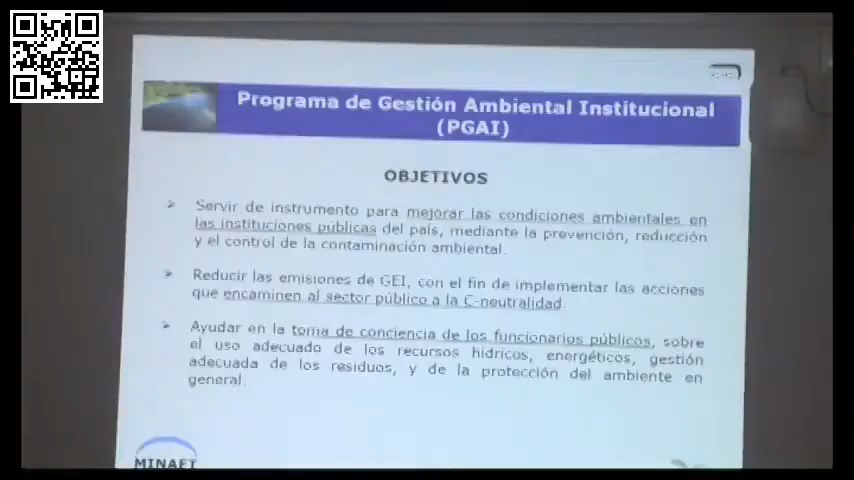 Programa de Gestión Ambiental Institucional
(PGAI)
OBJETIVOS
Servir de instrumento para mejorar las condiciones ambientales en
las instituciones públicas del país, mediante la prevención, reducción
y el control de la contaminación ambiental.
Reducir las emisiones de GEI, con el fin de implementar las acciones
que encaminen al sector público a la C-neutralidad.
Ayudar en la toma de conciencia de los funcionarios públicos, sobre
el uso adecuado de los recursos hídricos, energéticos, gestión
adecuada de los residuos, y de la protección del ambiente en
general.
MINAET